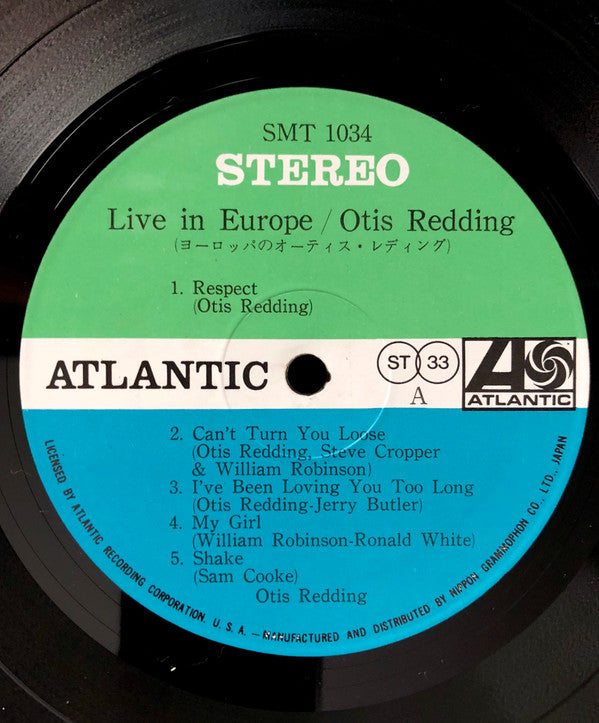 SMT 1034
STEREO
Live in Europe / Otis Redding
(ヨーロッパのオーティス・レディング)
1. Respect
(Otis Redding)
ATLANTIC
ST 33
A
ATLANTIC
2. Can't Turn You Loose
(Otis Redding, Steve Cropper
& William Robinson)
3. I've Been Loving You Too Long
(Otis Redding-Jerry Butler)
4. My Girl
(William Robinson-Ronald White)
5. Shake
(Sam Cooke)
Otis Redding
LICENSED BY ATLANTIC RECORDING CORPORATION, U. S. A. —MANUFACTURED AND DISTRIBUTED BY NIPPON GRAMMOPHON CO., LTD., JAPAN